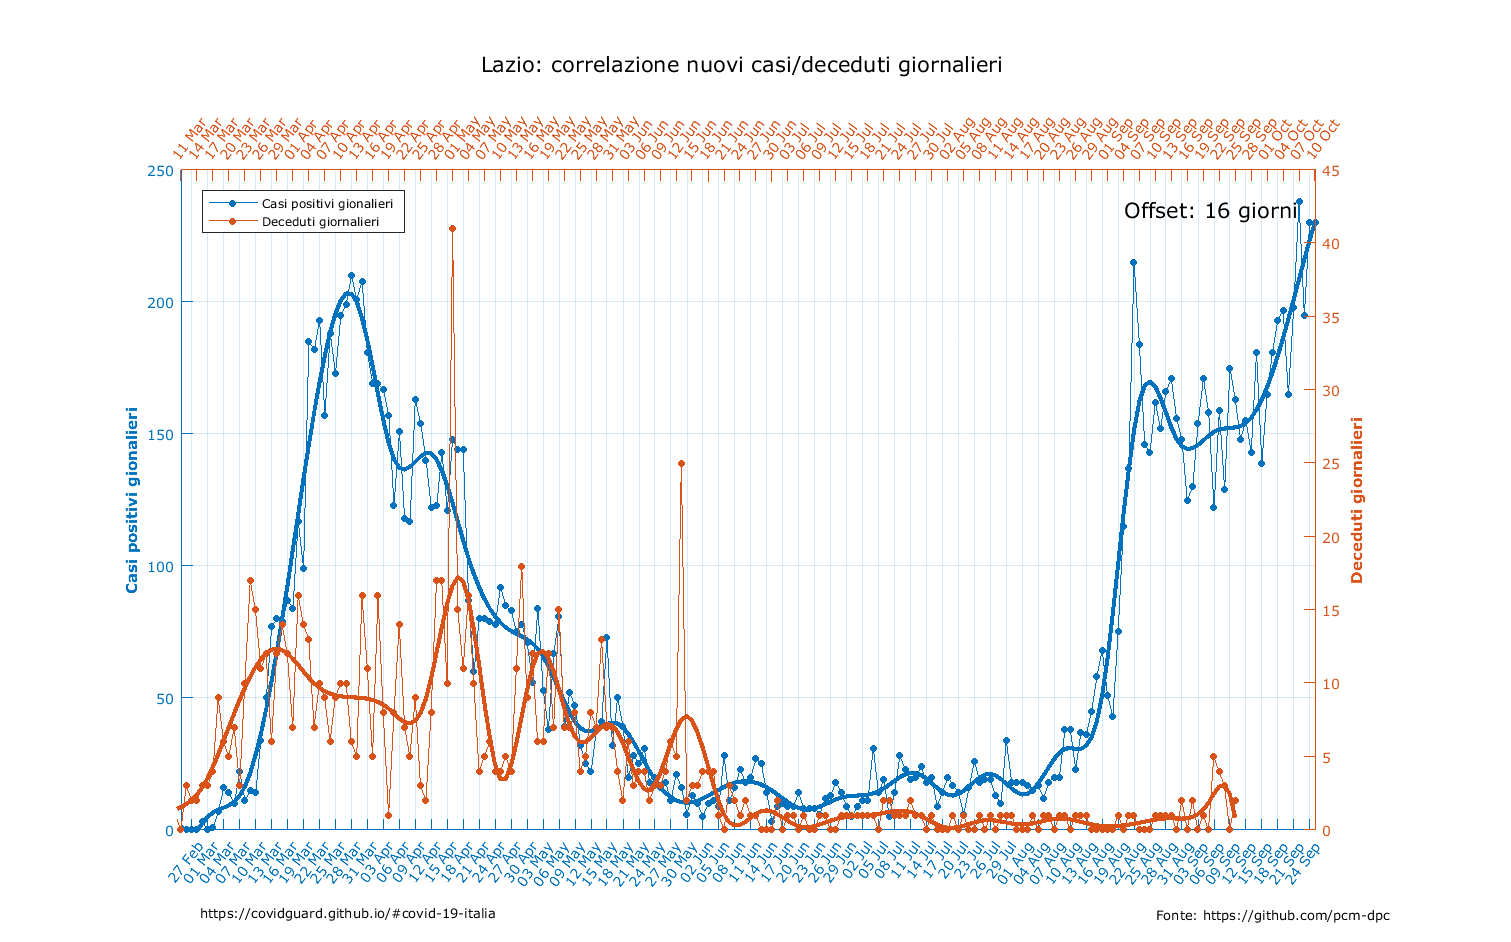 Lazio: correlazione nuovi casi/deceduti giornalieri
11 Mar
14 Mar
17 Mar
20 Mar
23 Mar
26 Mar
29 Mar
01 Apr
04 Apr
07 Apr
10 Apr
13 Apr
16 Apr
19 Apr
22 Apr
25 Apr
28 Apr
01 May
04 May
07 May
10 May
13 May
16 May
19 May
22 May
25 May
28 May
31 May
03 Jun
06 Jun
09 Jun
12 Jun
15 Jun
18 Jun
21 Jun
24 Jun
27 Jun
30 Jun
03 Jul
06 Jul
09 Jul
12 Jul
15 Jul
18 Jul
21 Jul
24 Jul
27 Jul
30 Jul
02 Aug
05 Aug
08 Aug
11 Aug
14 Aug
17 Aug
20 Aug
23 Aug
26 Aug
29 Aug
01 Sep
04 Sep
07 Sep
10 Sep
13 Sep
16 Sep
19 Sep
22 Sep
25 Sep
28 Sep
01 Oct
04 Oct
07 Oct
10 Oct
250
200
150
100
50
0
Casi positivi gionalieri
Casi positivi gionalieri
Deceduti giornalieri
Offset: 16 giorni
45
40
35
30
25
20
15
10
5
0
Deceduti giornalieri
27 Feb
01 Mar
04 Mar
07 Mar
10 Mar
13 Mar
16 Mar
19 Mar
22 Mar
25 Mar
28 Mar
31 Mar
03 Apr
06 Apr
09 Apr
12 Apr
15 Apr
18 Apr
21 Apr
24 Apr
27 Apr
30 Apr
03 May
06 May
09 May
12 May
15 May
18 May
21 May
24 May
27 May
30 May
02 Jun
05 Jun
08 Jun
11 Jun
14 Jun
17 Jun
20 Jun
23 Jun
26 Jun
29 Jun
02 Jul
05 Jul
08 Jul
11 Jul
14 Jul
17 Jul
20 Jul
23 Jul
26 Jul
29 Jul
01 Aug
04 Aug
07 Aug
10 Aug
13 Aug
16 Aug
19 Aug
22 Aug
25 Aug
28 Aug
31 Aug
03 Sep
06 Sep
09 Sep
12 Sep
15 Sep
18 Sep
21 Sep
24 Sep
https://covidguard.github.io/#covid-19-italia
Fonte: https://github.com/pcm-dpc